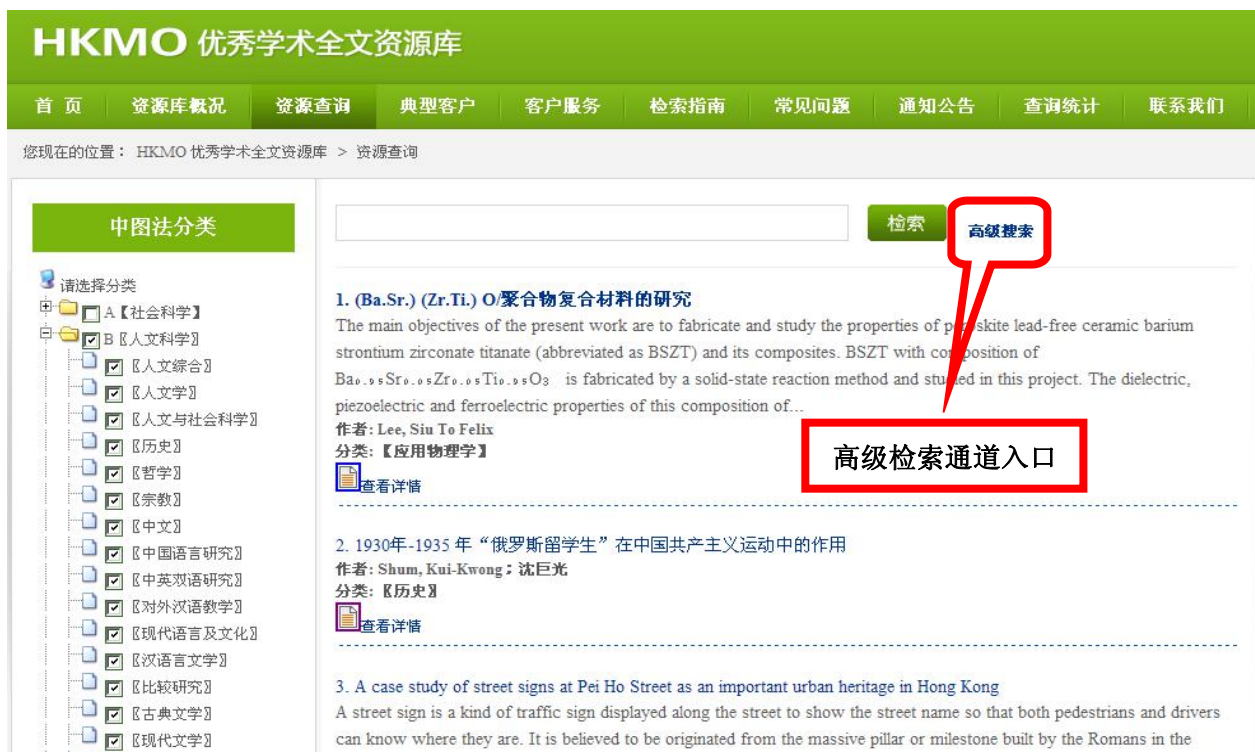 HKMO 优秀学术全文资源库
首 页 资源库概况 资源查询 典型客户 客户服务 检索指南 常见问题 通知公告 查询统计 联系我们
您现在的位置： HKMO 优秀学术全文资源库 > 资源查询
中图法分类
检索 高级搜索
请选择分类
A【社会科学】
B〖人文科学〗
〖人文综合〗
〖人文学〗
〖人文与社会科学〗
〖历史〗
〖哲学〗
〖宗教〗
〖中文〗
〖中国语言研究〗
〖中英双语研究〗
〖对外汉语教学〗
〖现代语言及文化〗
〖汉语言文学〗
〖比较研究〗
〖古典文学〗
〖现代文学〗
1. (Ba.Sr.) (Zr.Ti.) O/聚合物复合材料的研究
The main objectives of the present work are to fabricate and study the properties of perovskite lead-free ceramic barium
strontium zirconate titanate (abbreviated as BSZT) and its composites. BSZT with composition of
Ba₀.₉₅Sr₀.₀₅Zr₀.₀₅Ti₀.₉₅O₃ is fabricated by a solid-state reaction method and studied in this project. The dielectric,
piezoelectric and ferroelectric properties of this composition of...
作者: Lee, Siu To Felix
分类:【应用物理学】
查看详情
高级检索通道入口
2. 1930年-1935 年“俄罗斯留学生”在中国共产主义运动中的作用
作者: Shum, Kui-Kwong；沈巨光
分类:〖历史〗
查看详情
3. A case study of street signs at Pei Ho Street as an important urban heritage in Hong Kong
A street sign is a kind of traffic sign displayed along the street to show the street name so that both pedestrians and drivers
can know where they are. It is believed to be originated from the massive pillar or milestone built by the Romans in the